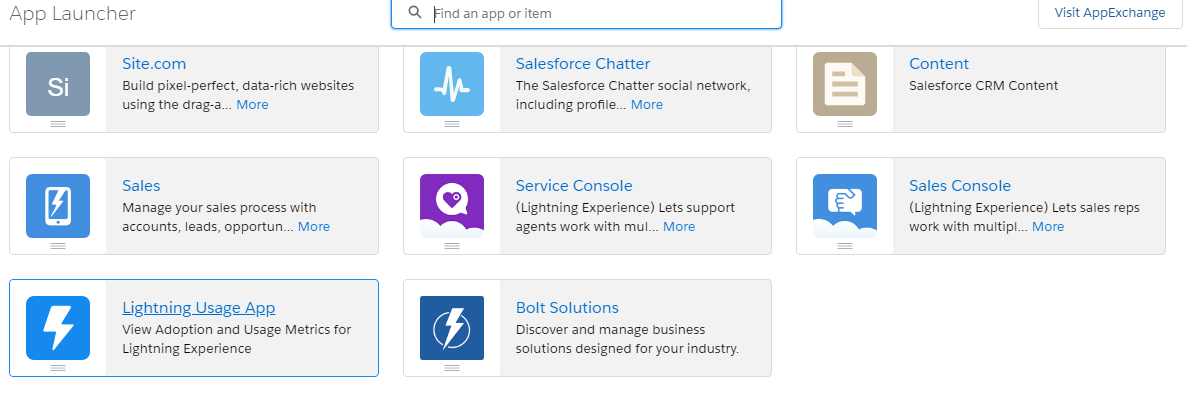 App Launcher
Find an app or item
Visit AppExchange
Si
Site.com
Build pixel-perfect, data-rich websites
using the drag-a... More
Salesforce Chatter
The Salesforce Chatter social network,
including profile... More
Content
Salesforce CRM Content
Sales
Manage your sales process with
accounts, leads, opportun... More
Service Console
(Lightning Experience) Lets support
agents work with mul... More
Sales Console
(Lightning Experience) Lets sales reps
work with multipl... More
Lightning Usage App
View Adoption and Usage Metrics for
Lightning Experience
Bolt Solutions
Discover and manage business
solutions designed for your industry.